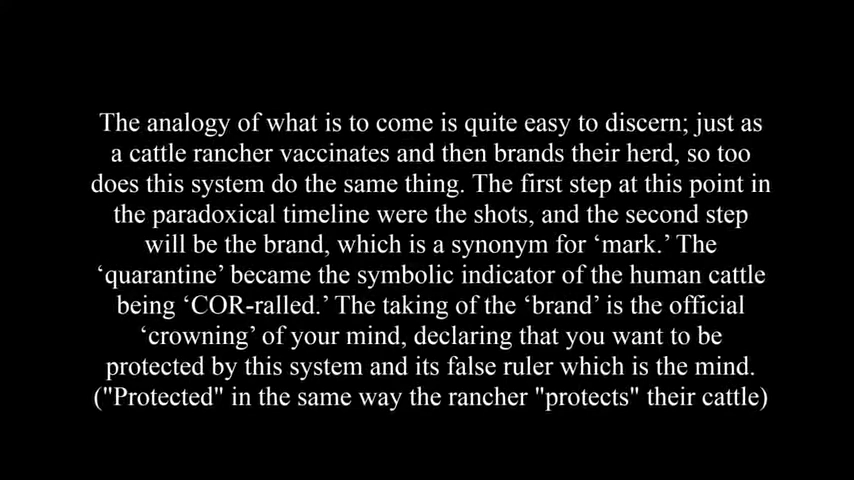 The analogy of what is to come is quite easy to discern; just as
a cattle rancher vaccinates and then brands their herd, so too
does this system do the same thing. The first step at this point in
the paradoxical timeline were the shots, and the second step
will be the brand, which is a synonym for ‘mark.’ The
‘quarantine’ became the symbolic indicator of the human cattle
being ‘COR-ralled.’ The taking of the ‘brand’ is the official
‘crowning’ of your mind, declaring that you want to be
protected by this system and its false ruler which is the mind.
("Protected" in the same way the rancher "protects" their cattle)